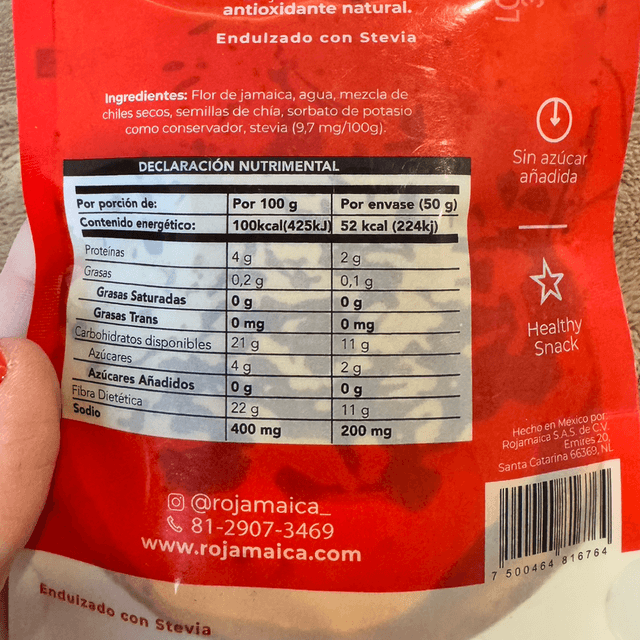 antioxidante natural.
Endulzado con Stevia
Ingredientes: Flor de jamaica, agua, mezcla de
chiles secos, semillas de chía, sorbato de potasio
como conservador, stevia (9,7 mg/100g).
Sin azúcar
añadida
Healthy
Snack
DECLARACIÓN NUTRIMENTAL
Por porción de: Por 100 g Por envase (50 g)
Contenido energético: 100kcal(425kJ) 52 kcal (224kj)
Proteínas 4 g 2 g
Grasas 0,2 g 0,1 g
Grasas Saturadas 0 g 0 g
Grasas Trans 0 mg 0 mg
Carbohidratos disponibles 21 g 11 g
Azúcares 4 g 2 g
Azúcares Añadidos 0 g 0 g
Fibra Dietética 22 g 11 g
Sodio 400 mg 200 mg
Hecho en México por:
Rojamaica S.A.S. de C.V.
Emires 20,
Santa Catarina 66369, NL
@rojamaica_
81-2907-3469
www.rojamaica.com
7 500464 816764
Endulzado con Stevia